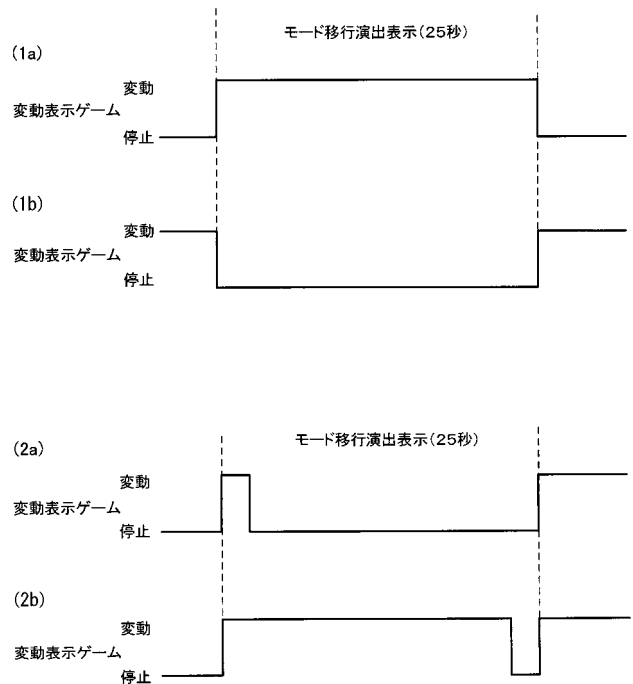 モード移行演出表示(25秒)
(1a)
変動
変動表示ゲーム
停止
(1b)
変動
変動表示ゲーム
停止
モード移行演出表示(25秒)
(2a)
変動
変動表示ゲーム
停止
(2b)
変動
変動表示ゲーム
停止